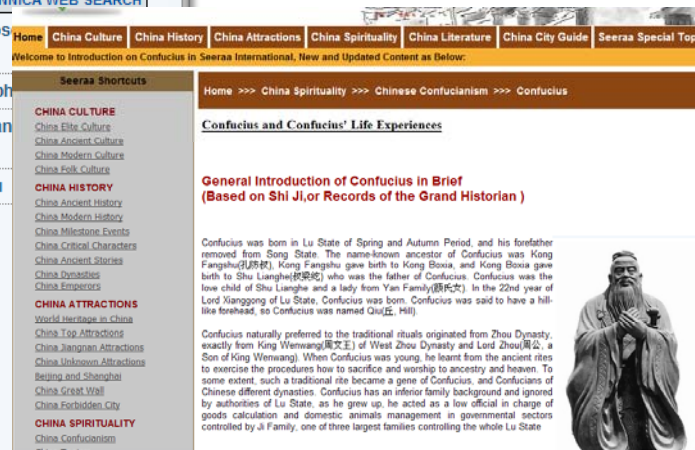 NNICA WEB SEARCH
Home China Culture China History China Attractions China Spirituality China Literature China City Guide Seeraa Special Top
Welcome to Introduction on Confucius in Seeraa International, New and Updated Content as Below:
Seeraa Shortcuts
CHINA CULTURE
China Elite Culture
China Ancient Culture
China Modern Culture
China Folk Culture
CHINA HISTORY
China Ancient History
China Modern History
China Milestone Events
China Critical Characters
China Ancient Stories
China Dynasties
China Emperors
CHINA ATTRACTIONS
World Heritage in China
China Top Attractions
China Jiangnan Attractions
China Unknown Attractions
Beijing and Shanghai
China Great Wall
China Forbidden City
CHINA SPIRITUALITY
China Confucianism
Home >>> China Spirituality >>> Chinese Confucianism >>> Confucius
Confucius and Confucius' Life Experiences
General Introduction of Confucius in Brief
(Based on Shi Ji,or Records of the Grand Historian )
Confucius was born in Lu State of Spring and Autumn Period, and his forefather
removed from Song State. The name-known ancestor of Confucius was Kong
Fangshu(孔防叔), Kong Fangshu gave birth to Kong Boxia, and Kong Boxia gave
birth to Shu Lianghe(叔梁纥) who was the father of Confucius. Confucius was the
love child of Shu Lianghe and a lady from Yan Family(颜氏女). In the 22nd year of
Lord Xianggong of Lu State, Confucius was born. Confucius was said to have a hill-
like forehead, so Confucius was named Qiu(丘, Hill).
Confucius naturally preferred to the traditional rituals originated from Zhou Dynasty,
exactly from King Wenwang(周文王) of West Zhou Dynasty and Lord Zhou(周公, a
Son of King Wenwang). When Confucius was young, he learnt from the ancient rites
to exercise the procedures how to sacrifice and worship to ancestry and heaven. To
some extent, such a traditional rite became a gene of Confucius, and Confucians of
Chinese different dynasties. Confucius has an inferior family background and ignored
by authorities of Lu State, as he grew up, he acted as a low official in charge of
goods calculation and domestic animals management in governmental sectors
controlled by Ji Family, one of three largest families controlling the whole Lu State